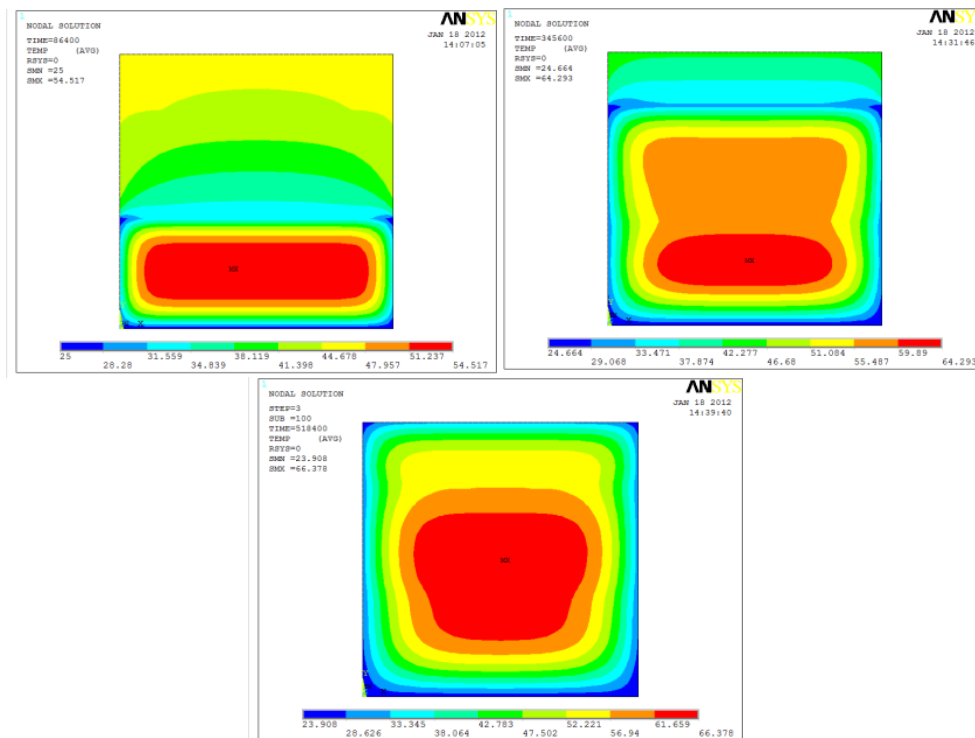 1
NODAL SOLUTION
TIME=86400
TEMP (AVG)
RSYS=0
SMN =25
SMX =54.517
ANSYS
JAN 18 2012
14:07:05
MX
X
25 31.559 38.119 44.678 51.237
28.28 34.839 41.398 47.957 54.517
1
NODAL SOLUTION
TIME=345600
TEMP (AVG)
RSYS=0
SMN =24.664
SMX =64.293
ANSYS
JAN 18 2012
14:31:46
MX
24.664 33.471 42.277 51.084 59.89
29.068 37.874 46.68 55.487 64.293
1
NODAL SOLUTION
STEP=3
SUB =100
TIME=518400
TEMP (AVG)
RSYS=0
SMN =23.908
SMX =66.378
ANSYS
JAN 18 2012
14:39:40
MX
23.908 33.345 42.783 52.221 61.659
28.626 38.064 47.502 56.94 66.378